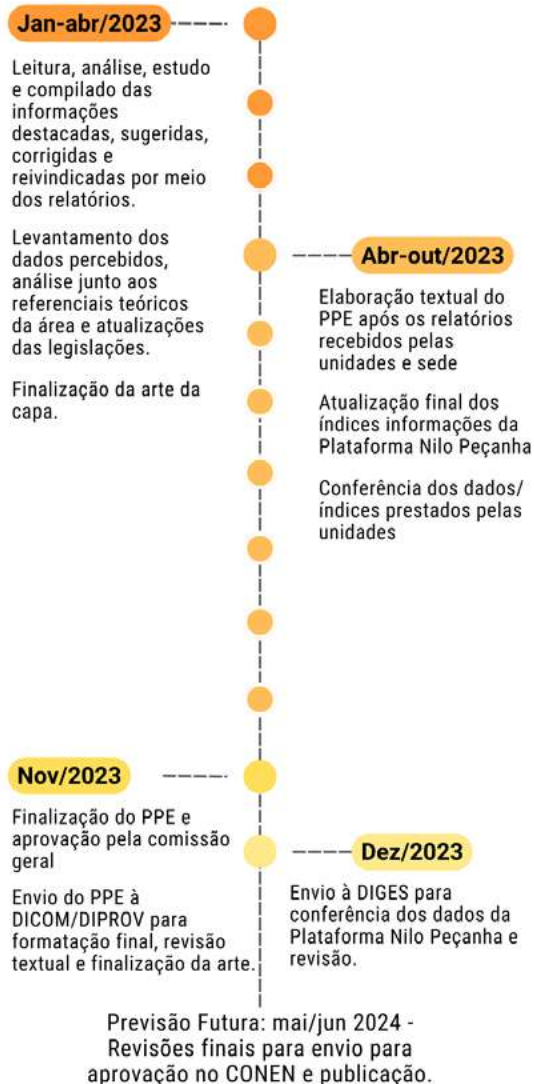 Jan-abr/2023
Leitura, análise, estudo
e compilado das
informações
destacadas, sugeridas,
corrigidas e
reivindicadas por meio
dos relatórios.
Levantamento dos
dados percebidos,
análise junto aos
referenciais teóricos
da área e atualizações
das legislações.
Finalização da arte da
capa.
Abr-out/2023
Elaboração textual do
PPE após os relatórios
recebidos pelas
unidades e sede
Atualização final dos
índices informações da
Plataforma Nilo Peçanha
Conferência dos dados/
índices prestados pelas
unidades
Nov/2023
Finalização do PPE e
aprovação pela comissão
geral
Envio do PPE à
DICOM/DIPROV para
formatação final, revisão
textual e finalização da arte.
Dez/2023
Envio à DIGES para
conferência dos dados da
Plataforma Nilo Peçanha e
revisão.
Previsão Futura: mai/jun 2024 -
Revisões finais para envio para
aprovação no CONEN e publicação.